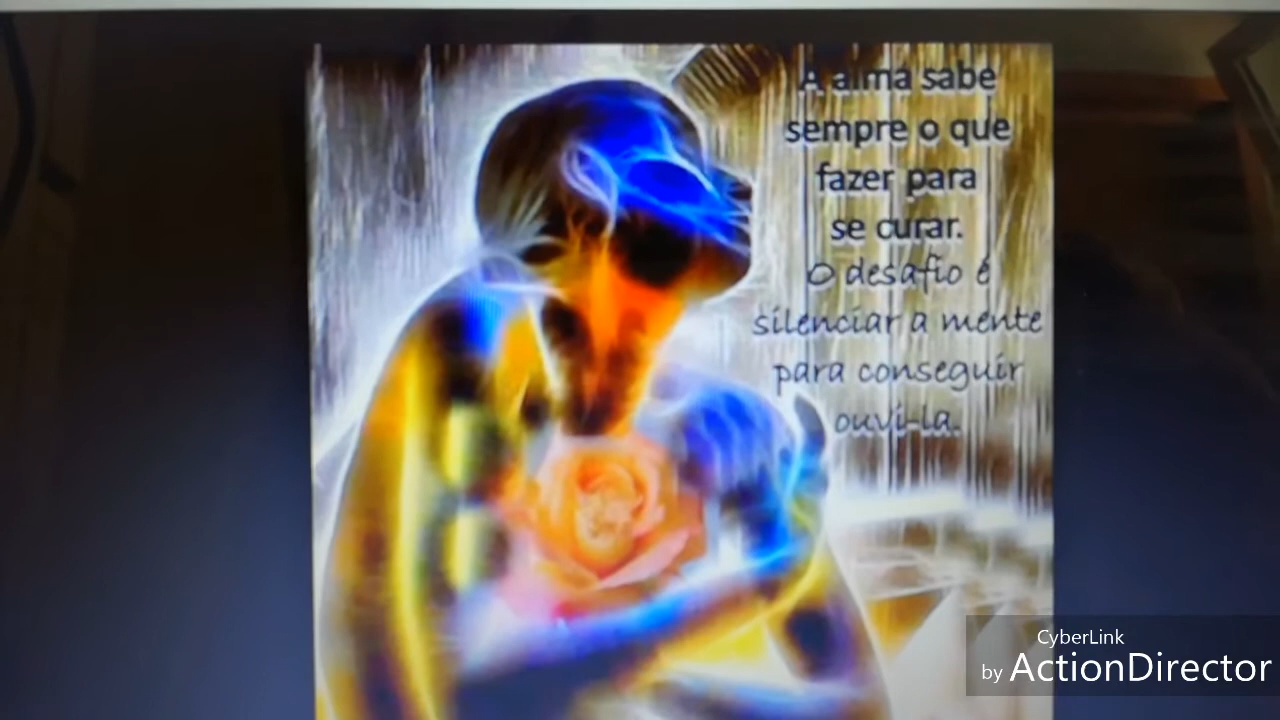 A alma sabe
sempre o que
fazer para
se curar.
O desafio é
silenciar a mente
para conseguir
ouvi-la.
CyberLink
by ActionDirector